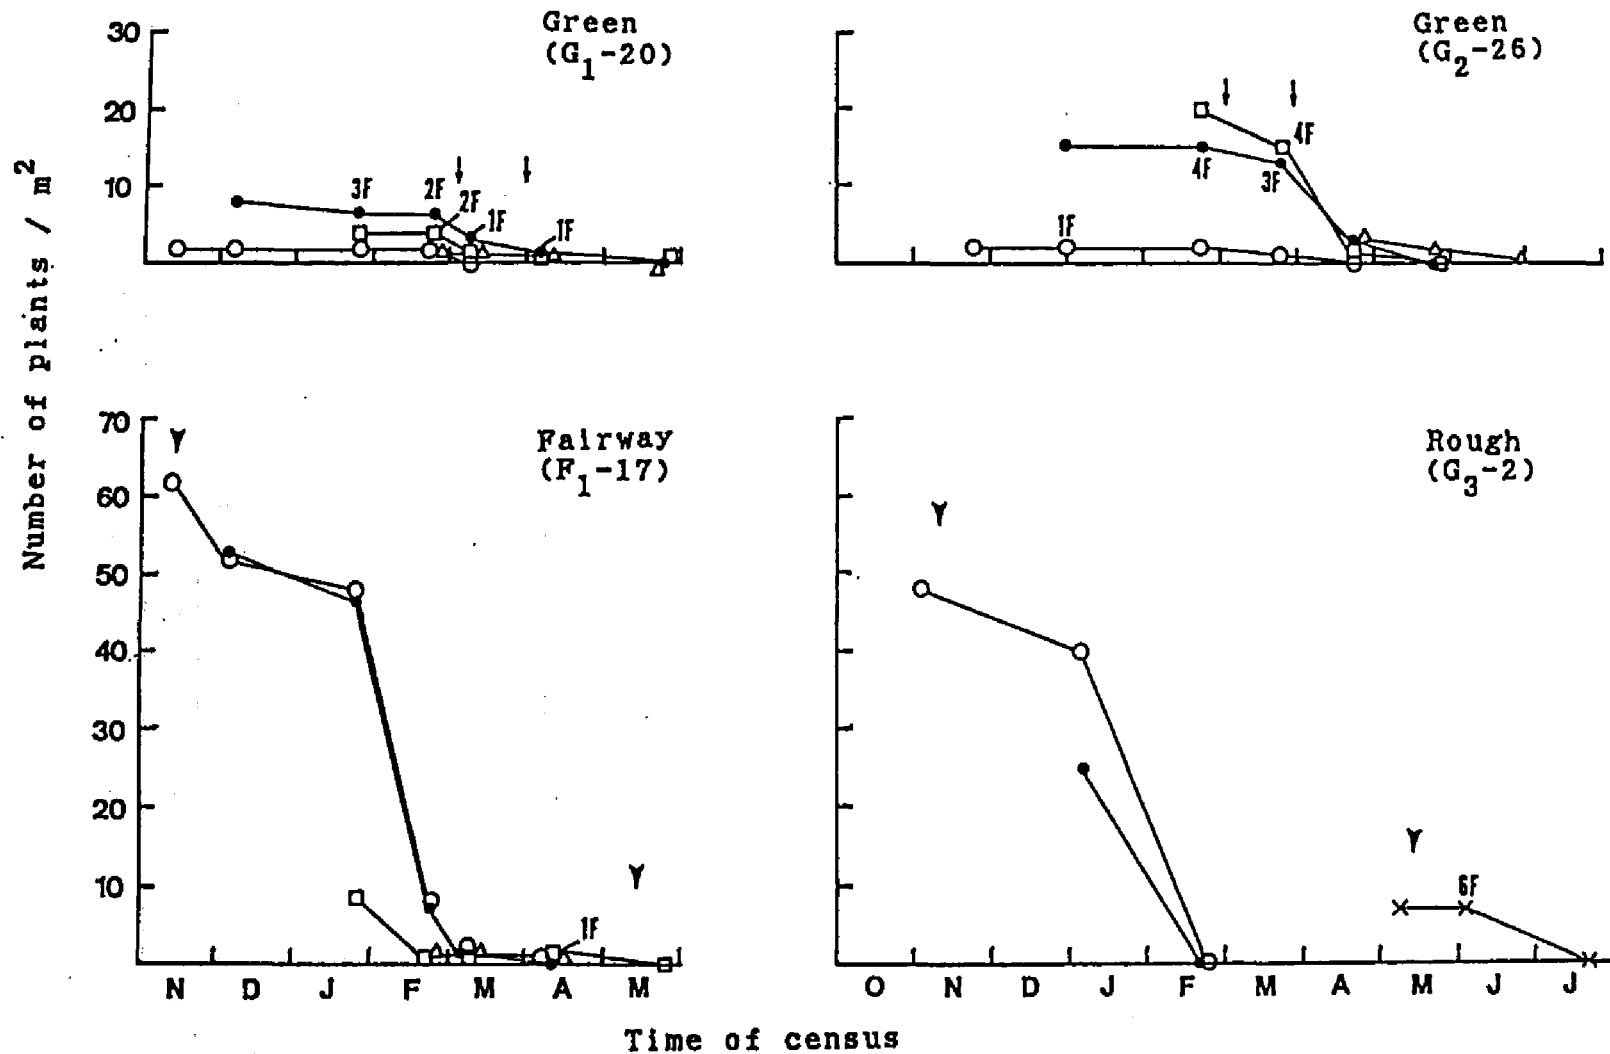 Number of plants / m2
30
20
10
Green
(G1-20)
3F
2F
2F
1F
1F
Green
(G2-26)
1F
4F
3F
4F
70
60
50
40
30
20
10
Fairway
(F1-17)
1F
N D J F M A M
Rough
(G3-2)
6F
O N D J F M A M J J
Time of census